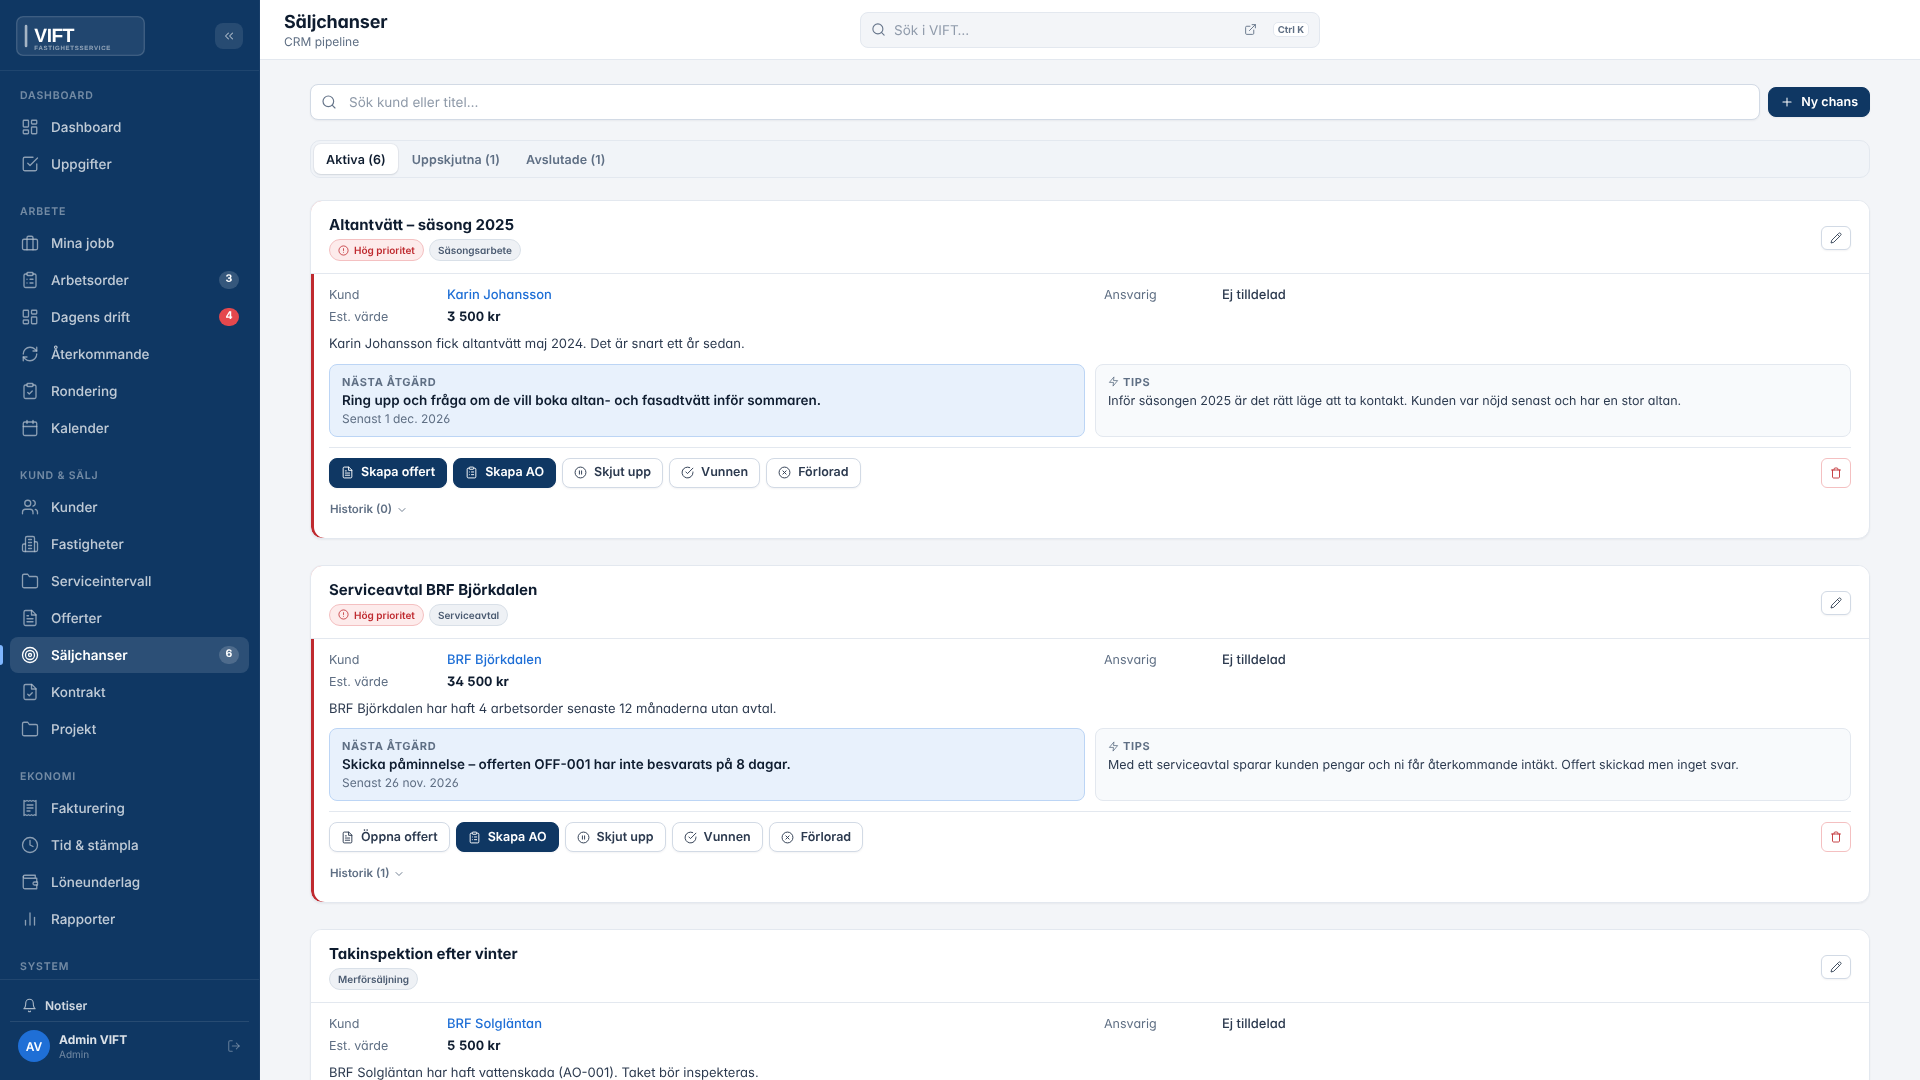 VIFT
FASTIGHETSSERVICE
DASHBOARD
Dashboard
Uppgifter
ARBETE
Mina jobb
Arbetsorder 3
Dagens drift 4
Återkommande
Rondering
Kalender
KUND & SÄLJ
Kunder
Fastigheter
Serviceintervall
Offerter
Säljchanser 6
Kontrakt
Projekt
EKONOMI
Fakturering
Tid & stämpla
Löneunderlag
Rapporter
SYSTEM
Notiser
AV
Admin VIFT
Admin
Säljchanser
CRM pipeline
Sök i VIFT... Ctrl K
Sök kund eller titel...
+ Ny chans
Aktiva (6) Uppskjutna (1) Avslutade (1)
Altantvätt – säsong 2025
Hög prioritet Säsongsarbete
Kund Karin Johansson Ansvarig Ej tilldelad
Est. värde 3 500 kr
Karin Johansson fick altantvätt maj 2024. Det är snart ett år sedan.
NÄSTA ÅTGÄRD
Ring upp och fråga om de vill boka altan- och fasadtvätt inför sommaren.
Senast 1 dec. 2026
TIPS
Inför säsongen 2025 är det rätt läge att ta kontakt. Kunden var nöjd senast och har en stor altan.
Skapa offert Skapa AO Skjut upp Vunnen Förlorad
Historik (0)
Serviceavtal BRF Björkdalen
Hög prioritet Serviceavtal
Kund BRF Björkdalen Ansvarig Ej tilldelad
Est. värde 34 500 kr
BRF Björkdalen har haft 4 arbetsorder senaste 12 månaderna utan avtal.
NÄSTA ÅTGÄRD
Skicka påminnelse – offerten OFF-001 har inte besvarats på 8 dagar.
Senast 26 nov. 2026
TIPS
Med ett serviceavtal sparar kunden pengar och ni får återkommande intäkt. Offert skickad men inget svar.
Öppna offert Skapa AO Skjut upp Vunnen Förlorad
Historik (1)
Takinspektion efter vinter
Merförsäljning
Kund BRF Solgläntan Ansvarig Ej tilldelad
Est. värde 5 500 kr
BRF Solgläntan har haft vattenskada (AO-001). Taket bör inspekteras.